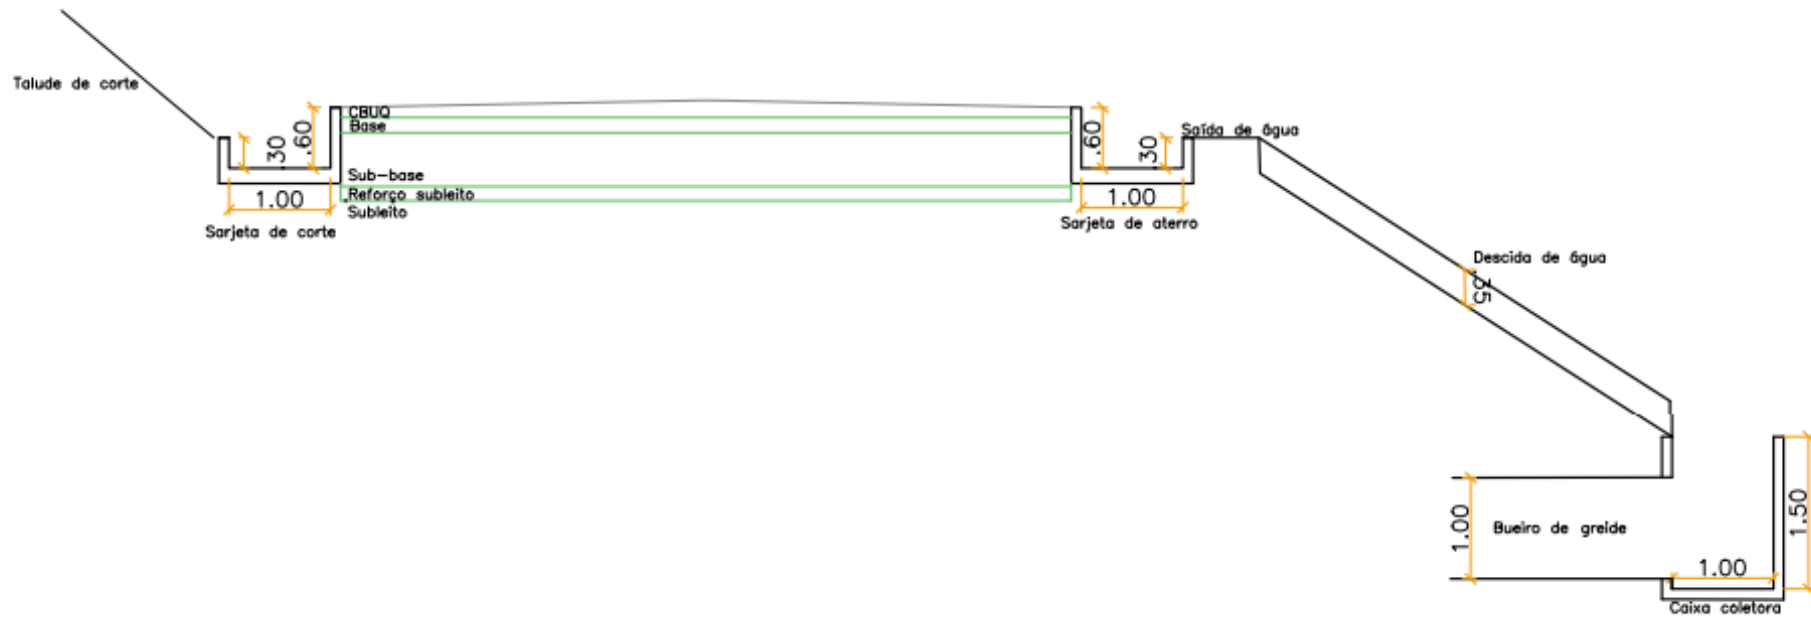 Talude de corte
.30
.60
1.00
Sarjeta de corte
CBUQ
Base
Sub-base
Reforço subleito
Subleito
.60
.30
1.00
Sarjeta de aterro
Saída de água
Descida de água
.35
1.00
Bueiro de greide
1.00
1.50
Caixa coletora